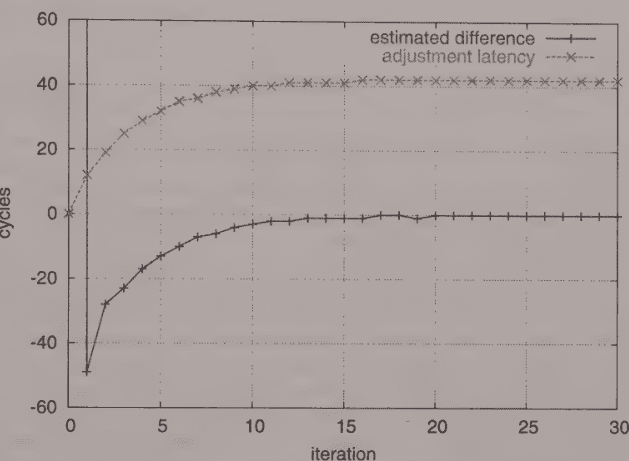 60
40
20
0
-20
-40
-60
cycles
estimated difference
adjustment latency
0 5 10 15 20 25 30
iteration